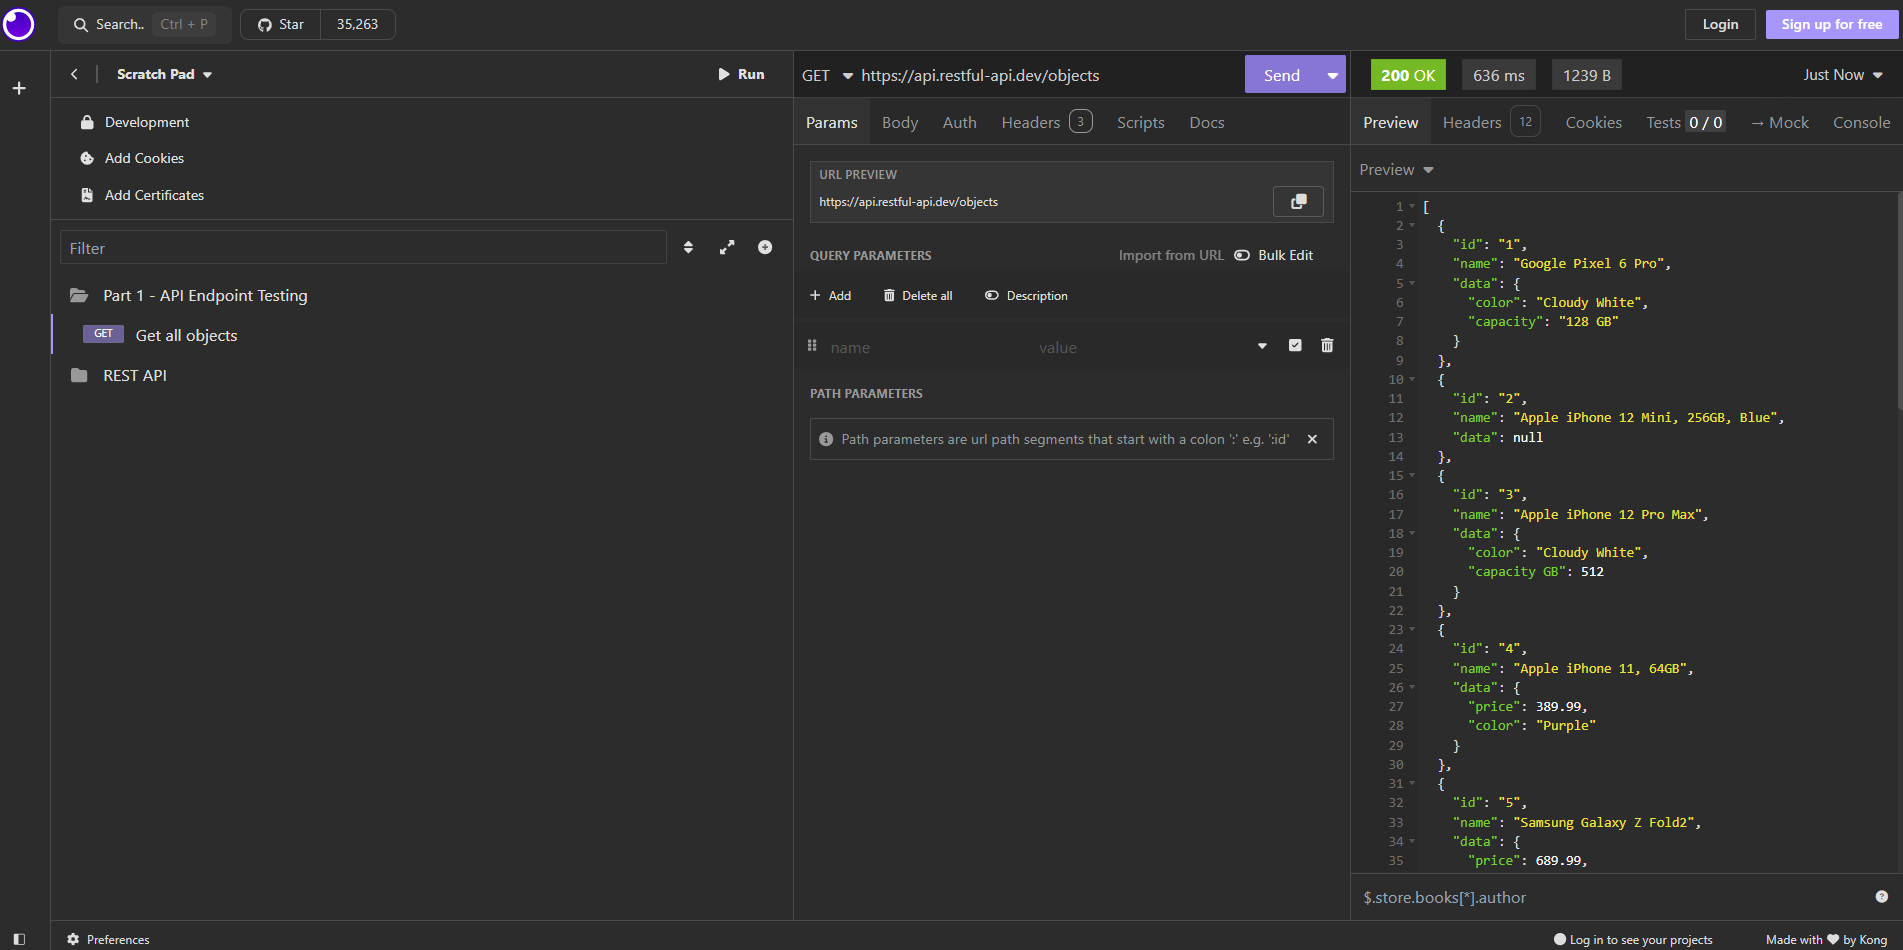 Search.. Ctrl + P Star 35,263 Login Sign up for free
Scratch Pad Run
Development
Add Cookies
Add Certificates
Filter
Part 1 - API Endpoint Testing
GET Get all objects
REST API
GET https://api.restful-api.dev/objects Send
Params Body Auth Headers 3 Scripts Docs
URL PREVIEW
https://api.restful-api.dev/objects
QUERY PARAMETERS Import from URL Bulk Edit
+ Add Delete all Description
name value
PATH PARAMETERS
Path parameters are url path segments that start with a colon ':' e.g. ':id'
200 OK 636 ms 1239 B Just Now
Preview Headers 12 Cookies Tests 0 / 0 → Mock Console
Preview
1 [
2 {
3 "id": "1",
4 "name": "Google Pixel 6 Pro",
5 "data": {
6 "color": "Cloudy White",
7 "capacity": "128 GB"
8 }
9 },
10 {
11 "id": "2",
12 "name": "Apple iPhone 12 Mini, 256GB, Blue",
13 "data": null
14 },
15 {
16 "id": "3",
17 "name": "Apple iPhone 12 Pro Max",
18 "data": {
19 "color": "Cloudy White",
20 "capacity GB": 512
21 }
22 },
23 {
24 "id": "4",
25 "name": "Apple iPhone 11, 64GB",
26 "data": {
27 "price": 389.99,
28 "color": "Purple"
29 }
30 },
31 {
32 "id": "5",
33 "name": "Samsung Galaxy Z Fold2",
34 "data": {
35 "price": 689.99,
$.store.books[*].author
Preferences Log in to see your projects Made with ♥ by Kong